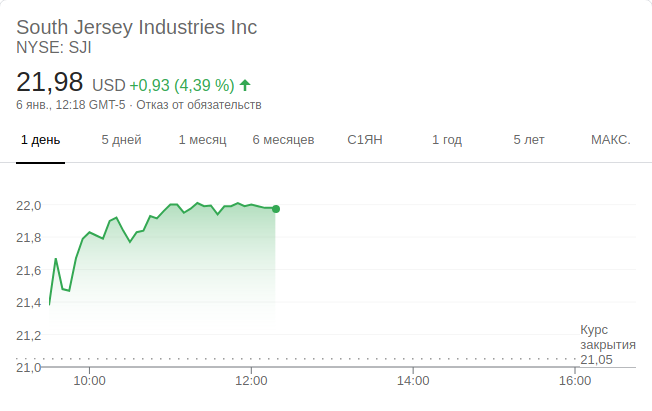 South Jersey Industries Inc
NYSE: SJI
21,98 USD +0,93 (4,39 %)
6 янв., 12:18 GMT-5 · Отказ от обязательств
1 день 5 дней 1 месяц 6 месяцев С1ЯН 1 год 5 лет МАКС.
22,0
21,8
21,6
21,4
21,2
21,0
Курс
закрытия
21,05
10:00 12:00 14:00 16:00